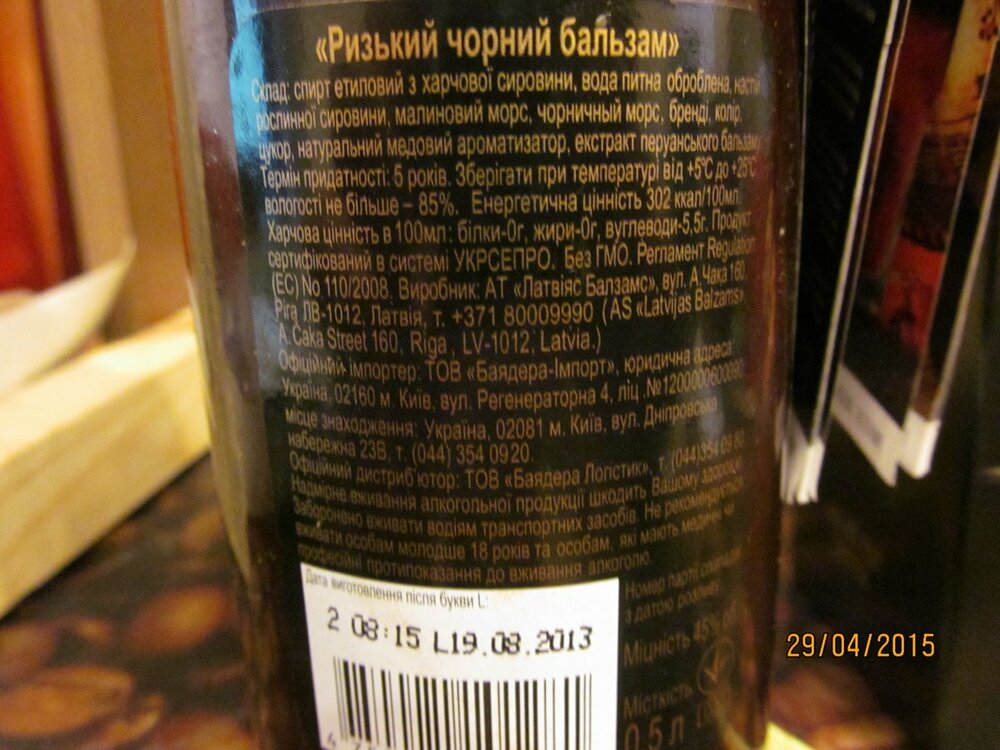 «Ризький чорний бальзам»
Склад: спирт етиловий з харчової сировини, вода питна оброблена, настій
рослинної сировини, малиновий морс, чорничний морс, бренді, колір,
цукор, натуральний медовий ароматизатор, екстракт перуанського бальзаму
Термін придатності: 5 років. Зберігати при температурі від +5°C до +25°C
вологості не більше – 85%. Енергетична цінність 302 ккал/100мл.
Харчова цінність в 100мл: білки-0г, жири-0г, вуглеводи-5,5г. Продукт
сертифікований в системі УКРСЕПРО. Без ГМО. Регламент Regulation
(EC) No 110/2008. Виробник: АТ «Латвіяс Балзамс», вул. А.Чака 160,
Ріга ЛВ-1012, Латвія, т. +371 80009990 (AS «Latvijas Balzams»
A.Caka Street 160, Riga , LV-1012, Latvia.)
Офіційнйи імпортер: ТОВ «Баядера-Імпорт», юридична адреса:
Україна, 02160 м. Київ, вул. Регенераторна 4, ліц. №
місце знаходження: Україна, 02081 м. Київ, вул. Дніпровська
набережна 23В, т. (044) 354 0920.
Офіційний дистриб'ютор: ТОВ «Баядера Логістик», т. (044)354 09
Надмірне вживання алкогольної продукції шкодить Вашому здоров'ю.
Заборонено вживати водіям транспортних засобів. Не рекомендується
вживати особам молодше 18 років та особам, які мають медичні чи
професійні протипоказання до вживання алкоголю.
Дата виготовлення після букви L:
2 08:15 L19.08.2013
Номер партії
з датою розливу
Міцність 45%
Місткість
0,5 л
29/04/2015